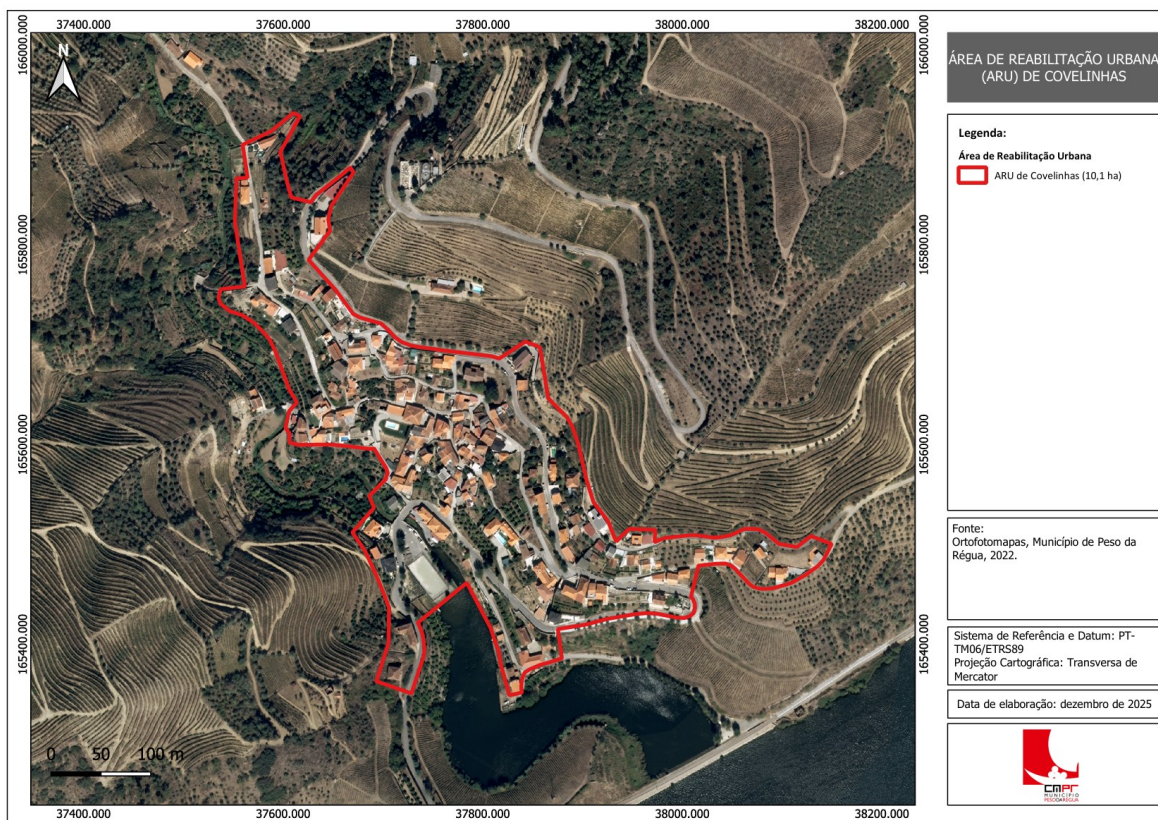 37400.000 37600.000 37800.000 38000.000 38200.000
166000.000 166000.000
N
165800.000 165800.000
165600.000 165600.000
165400.000 165400.000
0 50 100 m
37400.000 37600.000 37800.000 38000.000 38200.000
ÁREA DE REABILITAÇÃO URBANA
(ARU) DE COVELINHAS
Legenda:
Área de Reabilitação Urbana
ARU de Covelinhas (10,1 ha)
Fonte:
Ortofotomapas, Município de Peso da
Régua, 2022.
Sistema de Referência e Datum: PT-
TM06/ETRS89
Projeção Cartográfica: Transversa de
Mercator
Data de elaboração: dezembro de 2025
CMPR
MUNICÍPIO
PESO DA RÉGUA